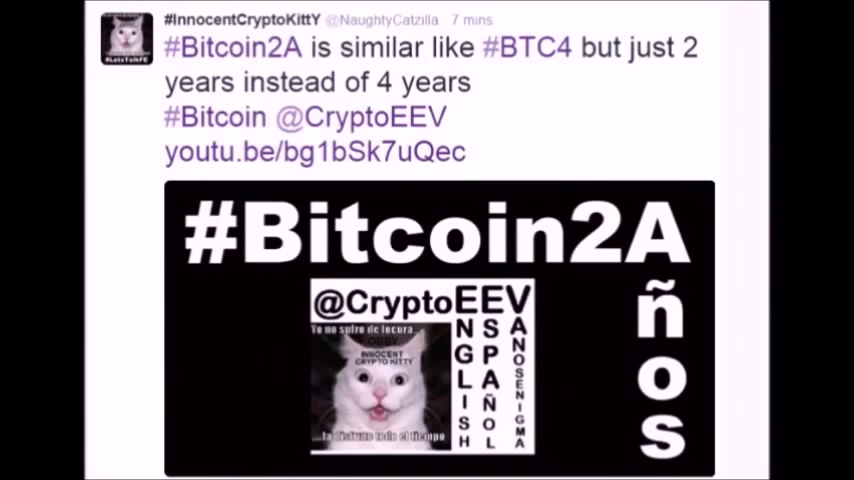 #InnocentCryptoKittY @NaughtyCatzilla · 7 mins
#Bitcoin2A is similar like #BTC4 but just 2
years instead of 4 years
#Bitcoin @CryptoEEV
youtu.be/bg1bSk7uQec
#LetsTalkFE
#Bitcoin2Años
@CryptoEEV
ENGLISH
ESPAÑOL
VANOSENIGMA
Yo no sufro de locura...
OBEY
INNOCENT
CRYPTO KITTY
...la disfruto todo el tiempo